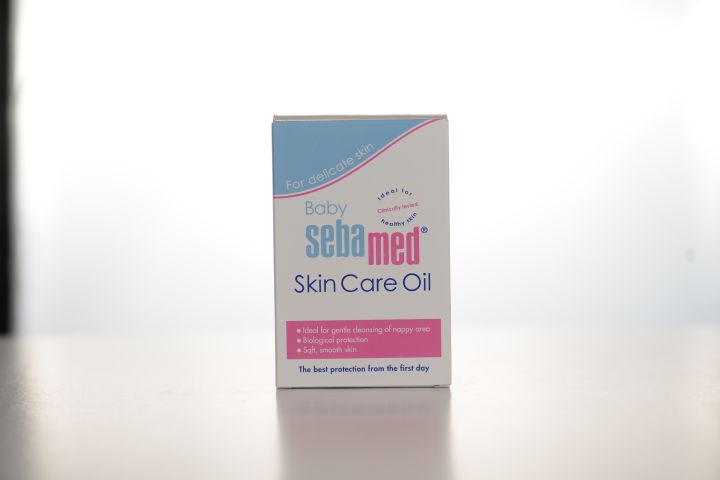 For delicate skin
Baby
sebamed®
Ideal for
Clinically tested
healthy skin
Skin Care Oil
• Ideal for gentle cleansing of nappy area
• Biological protection
• Soft, smooth skin
The best protection from the first day